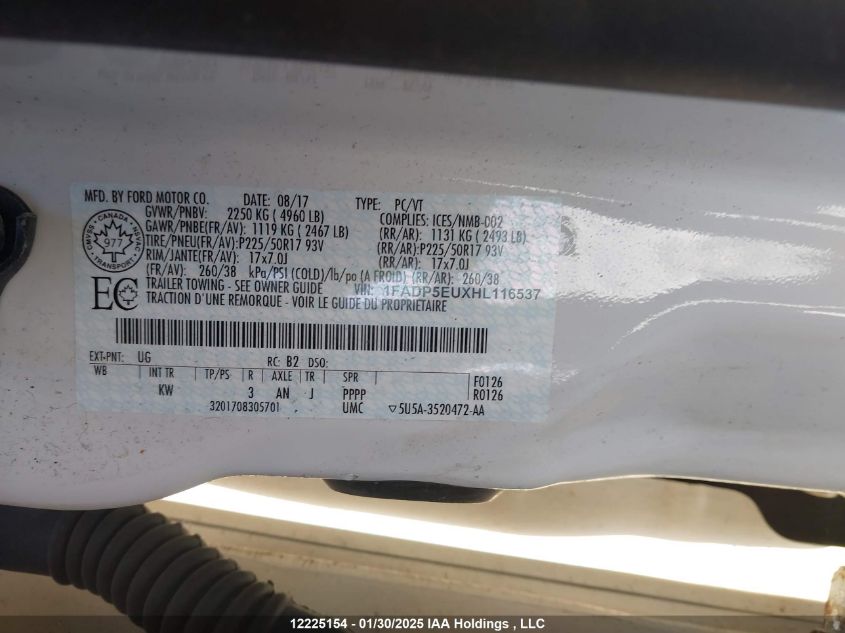 MFD. BY FORD MOTOR CO. DATE: 08/17 TYPE: PC/VT
GVWR/PNBV: 2250 KG ( 4960 LB) COMPLIES: ICES/NMB-002
GAWR/PNBE(FR/AV): 1119 KG ( 2467 LB) (RR/AR): 1131 KG ( 2493 LB)
TIRE/PNEU(FR/AV):P225/50R17 93V (RR/AR):P225/50R17 93V
RIM/JANTE(FR/AV): 17x7.0J (RR/AR): 17x7.0J
(FR/AV): 260/38 kPa/PSI (COLD)/lb/po (A FROID) (RR/AR): 260/38
TRAILER TOWING - SEE OWNER GUIDE VIN: 1FADP5EUXHL116537
TRACTION D'UNE REMORQUE - VOIR LE GUIDE DU PROPRIETAIRE
CANADA
CMVSS 977 NSVAC
TRANSPORT
EC
EXT-PNT: UG RC: B2 DSO:
WB INT TR TP/PS R AXLE TR SPR F0126
KW 3 AN J PPPP R0126
3201708305701 UMC ▽5U5A-3520472-AA
12225154 - 01/30/2025 IAA Holdings , LLC